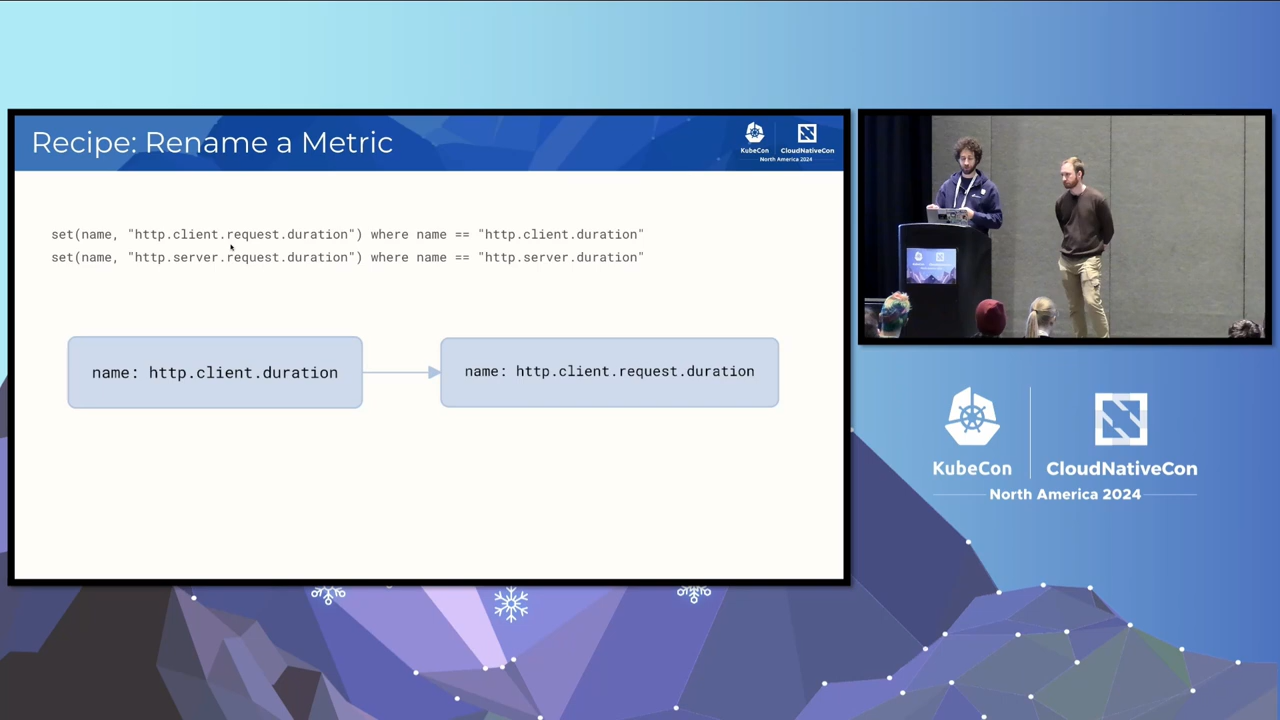 Recipe: Rename a Metric
KubeCon
CloudNativeCon
North America 2024
set(name, "http.client.request.duration") where name == "http.client.duration"
set(name, "http.server.request.duration") where name == "http.server.duration"
name: http.client.duration
name: http.client.request.duration
KubeCon
CloudNativeCon
North America 2024